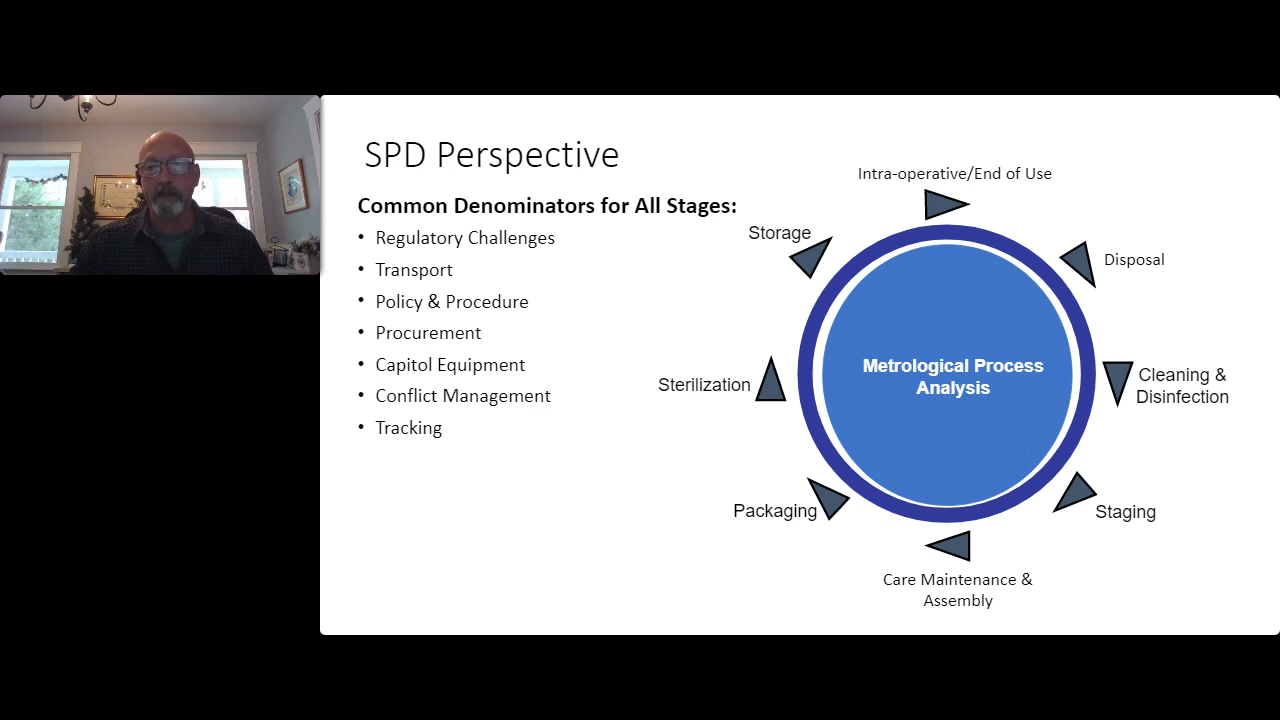 SPD Perspective
Common Denominators for All Stages:
• Regulatory Challenges
• Transport
• Policy & Procedure
• Procurement
• Capitol Equipment
• Conflict Management
• Tracking
Intra-operative/End of Use
Disposal
Cleaning &
Disinfection
Staging
Care Maintenance &
Assembly
Packaging
Sterilization
Storage
Metrological Process
Analysis